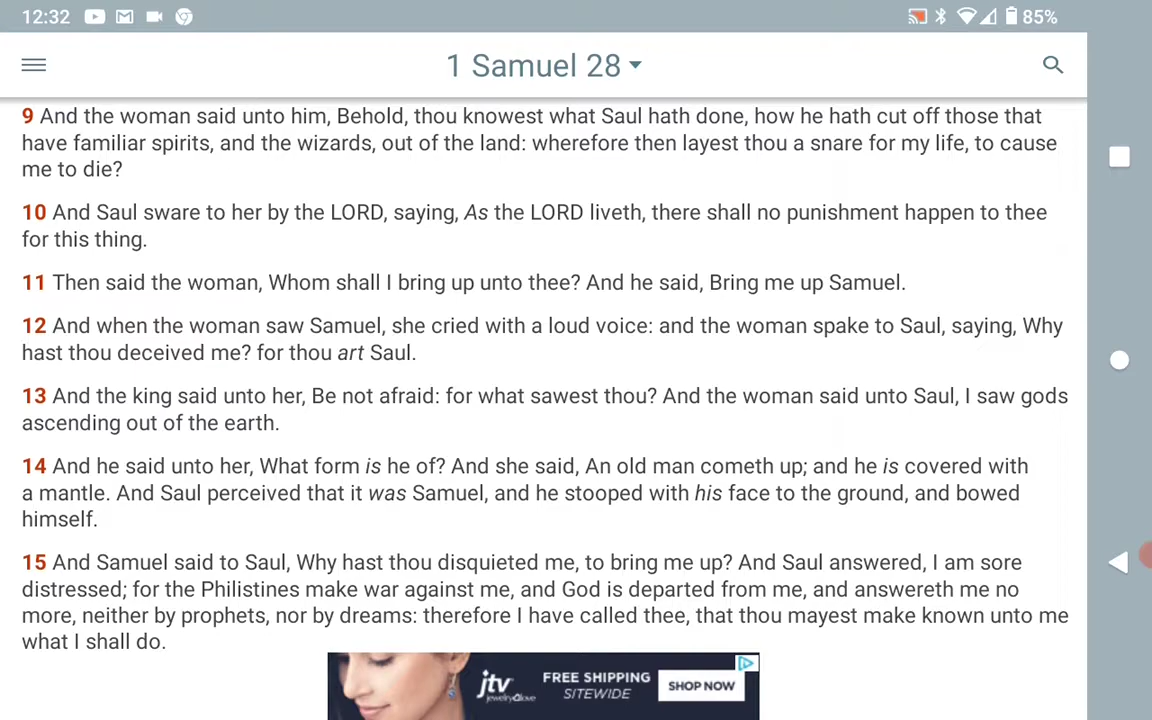 12:32
85%
1 Samuel 28
9 And the woman said unto him, Behold, thou knowest what Saul hath done, how he hath cut off those that
have familiar spirits, and the wizards, out of the land: wherefore then layest thou a snare for my life, to cause
me to die?
10 And Saul sware to her by the LORD, saying, As the LORD liveth, there shall no punishment happen to thee
for this thing.
11 Then said the woman, Whom shall I bring up unto thee? And he said, Bring me up Samuel.
12 And when the woman saw Samuel, she cried with a loud voice: and the woman spake to Saul, saying, Why
hast thou deceived me? for thou art Saul.
13 And the king said unto her, Be not afraid: for what sawest thou? And the woman said unto Saul, I saw gods
ascending out of the earth.
14 And he said unto her, What form is he of? And she said, An old man cometh up; and he is covered with
a mantle. And Saul perceived that it was Samuel, and he stooped with his face to the ground, and bowed
himself.
15 And Samuel said to Saul, Why hast thou disquieted me, to bring me up? And Saul answered, I am sore
distressed; for the Philistines make war against me, and God is departed from me, and answereth me no
more, neither by prophets, nor by dreams: therefore I have called thee, that thou mayest make known unto me
what I shall do.
jtv
jewelry love
FREE SHIPPING
SITEWIDE
SHOP NOW